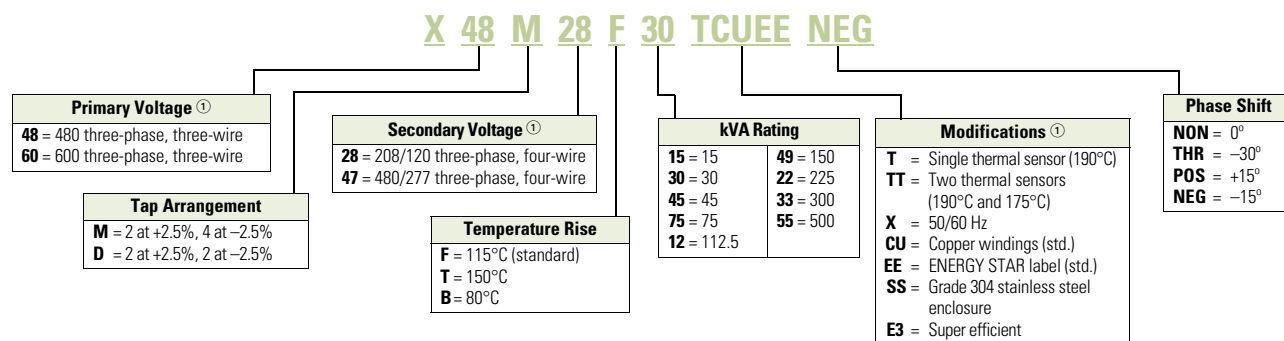 X 48 M 28 F 30 TCUEE NEG
Primary Voltage ①
48 = 480 three-phase, three-wire
60 = 600 three-phase, three-wire
Tap Arrangement
M = 2 at +2.5%, 4 at –2.5%
D = 2 at +2.5%, 2 at –2.5%
Secondary Voltage ①
28 = 208/120 three-phase, four-wire
47 = 480/277 three-phase, four-wire
Temperature Rise
F = 115°C (standard)
T = 150°C
B = 80°C
kVA Rating
15 = 15
30 = 30
45 = 45
75 = 75
12 = 112.5
49 = 150
22 = 225
33 = 300
55 = 500
Modifications ①
T = Single thermal sensor (190°C)
TT = Two thermal sensors
(190°C and 175°C)
X = 50/60 Hz
CU = Copper windings (std.)
EE = ENERGY STAR label (std.)
SS = Grade 304 stainless steel
enclosure
E3 = Super efficient
Phase Shift
NON = 0°
THR = –30°
POS = +15°
NEG = –15°